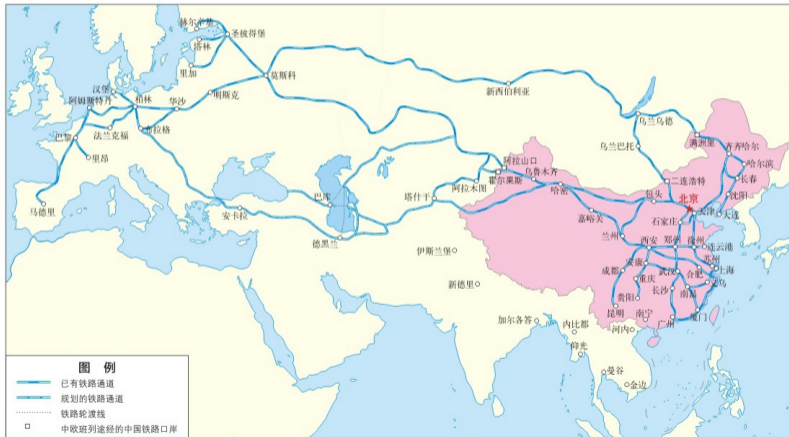 赫尔辛基
圣彼得堡
塔林
里加
莫斯科
新西伯利亚
汉堡
阿姆斯特丹
柏林
华沙
明斯克
乌兰乌德
满洲里
齐齐哈尔
哈尔滨
巴黎
法兰克福
布拉格
乌兰巴托
长春
里昂
阿拉山口
霍尔果斯
乌鲁木齐
二连浩特
沈阳
马德里
巴库
塔什干
阿拉木图
哈密
包头
北京
天津
大连
安卡拉
嘉峪关
石家庄
德黑兰
伊斯兰堡
兰州
西安
郑州
徐州
连云港
新德里
成都
安康
武汉
合肥
苏州
上海
重庆
义乌
贵阳
长沙
南昌
昆明
南宁
广州
厦门
加尔各答
内比都
河内
仰光
曼谷
金边
图 例
已有铁路通道
规划的铁路通道
铁路轮渡线
中欧班列途经的中国铁路口岸